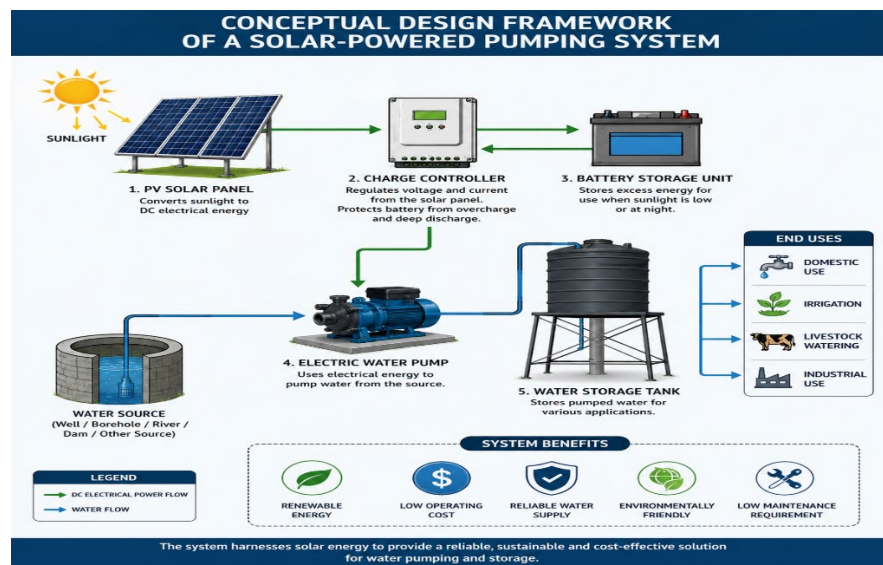 CONCEPTUAL DESIGN FRAMEWORK
OF A SOLAR-POWERED PUMPING SYSTEM
SUNLIGHT
1. PV SOLAR PANEL
Converts sunlight to
DC electrical energy
2. CHARGE CONTROLLER
Regulates voltage and current
from the solar panel.
Protects battery from overcharge
and deep discharge.
3. BATTERY STORAGE UNIT
Stores excess energy for
use when sunlight is low
or at night.
END USES
DOMESTIC
USE
IRRIGATION
LIVESTOCK
WATERING
INDUSTRIAL
USE
4. ELECTRIC WATER PUMP
Uses electrical energy to
pump water from the source.
5. WATER STORAGE TANK
Stores pumped water for
various applications.
WATER SOURCE
(Well / Borehole / River /
Dam / Other Source)
LEGEND
DC ELECTRICAL POWER FLOW
WATER FLOW
SYSTEM BENEFITS
RENEWABLE
ENERGY
$
LOW OPERATING
COST
RELIABLE WATER
SUPPLY
ENVIRONMENTALLY
FRIENDLY
LOW MAINTENANCE
REQUIREMENT
The system harnesses solar energy to provide a reliable, sustainable and cost-effective solution
for water pumping and storage.